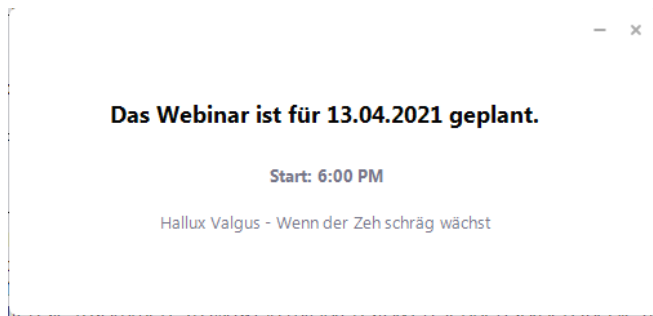 Das Webinar ist für 13.04.2021 geplant.
Start: 6:00 PM
Hallux Valgus - Wenn der Zeh schräg wächst